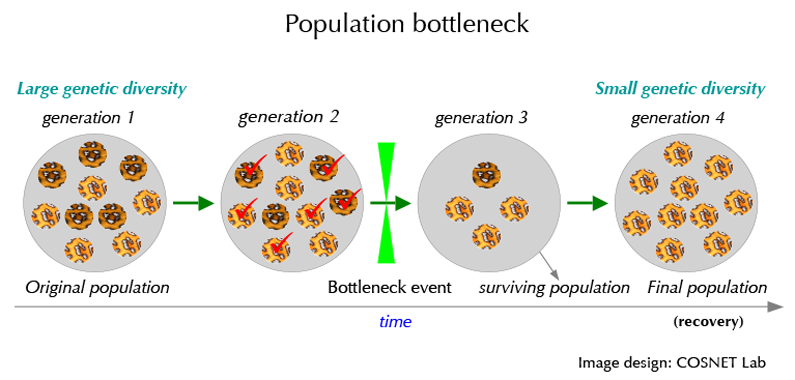 Population bottleneck
Large genetic diversity
Small genetic diversity
generation 1
generation 2
generation 3
generation 4
Original population
Bottleneck event
surviving population
Final population
time
(recovery)
Image design: COSNET Lab